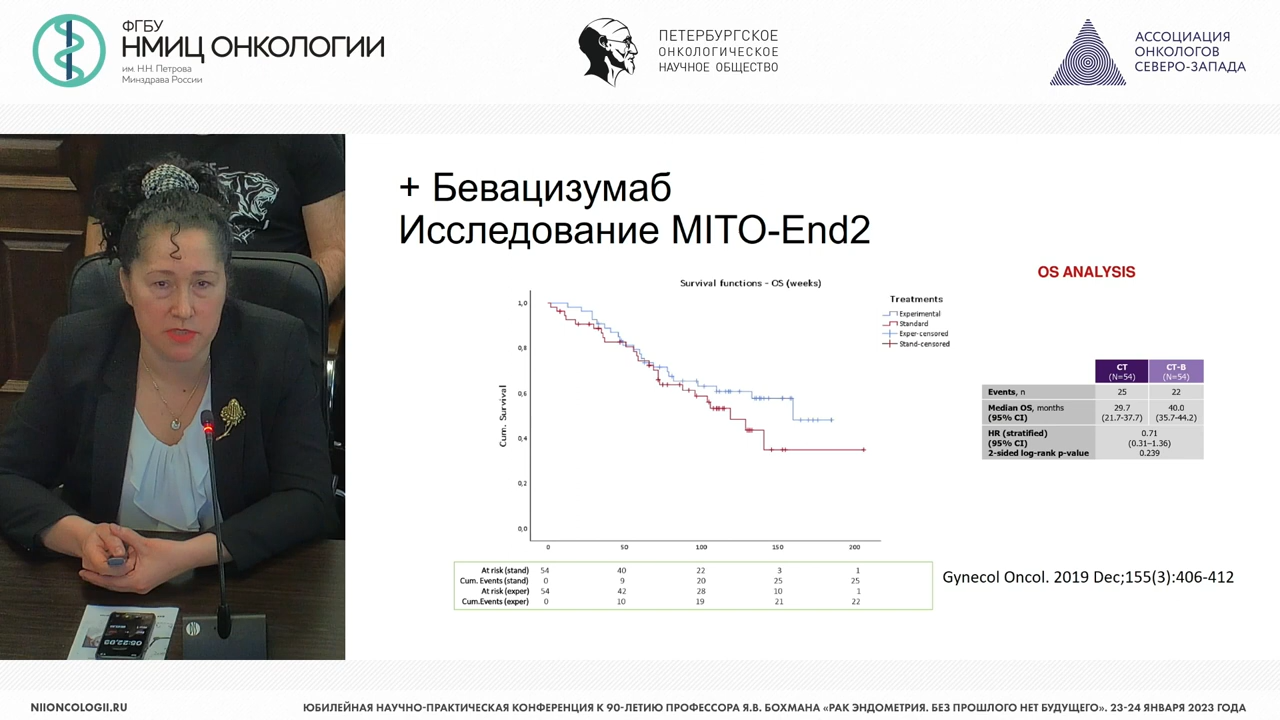 ФГБУ
НМИЦ ОНКОЛОГИИ
им. Н.Н. Петрова
Минздрава России
ПЕТЕРБУРГСКОЕ
ОНКОЛОГИЧЕСКОЕ
НАУЧНОЕ ОБЩЕСТВО
АССОЦИАЦИЯ
ОНКОЛОГОВ
СЕВЕРО-ЗАПАДА
+ Бевацизумаб
Исследование MITO-End2
OS ANALYSIS
Survival functions - OS (weeks)
Treatments
Experimental
Standard
Exper-censored
Stand-censored
Cum. Survival
1,0
0,8
0,6
0,4
0,2
0,0
0 50 100 150 200
At risk (stand) 54 40 22 3 1
Cum. Events (stand) 0 9 20 25 25
At risk (exper) 54 42 28 10 1
Cum.Events (exper) 0 10 19 21 22
CT CT-B
(N=54) (N=54)
Events, n 25 22
Median OS, months 29.7 40.0
(95% CI) (21.7-37.7) (35.7-44.2)
HR (stratified) 0.71
(95% CI) (0.31–1.36)
2-sided log-rank p-value 0.239
Gynecol Oncol. 2019 Dec;155(3):406-412
NIIONCOLOGII.RU
ЮБИЛЕЙНАЯ НАУЧНО-ПРАКТИЧЕСКАЯ КОНФЕРЕНЦИЯ К 90-ЛЕТИЮ ПРОФЕССОРА Я.В. БОХМАНА «РАК ЭНДОМЕТРИЯ. БЕЗ ПРОШЛОГО НЕТ БУДУЩЕГО». 23-24 ЯНВАРЯ 2023 ГОДА